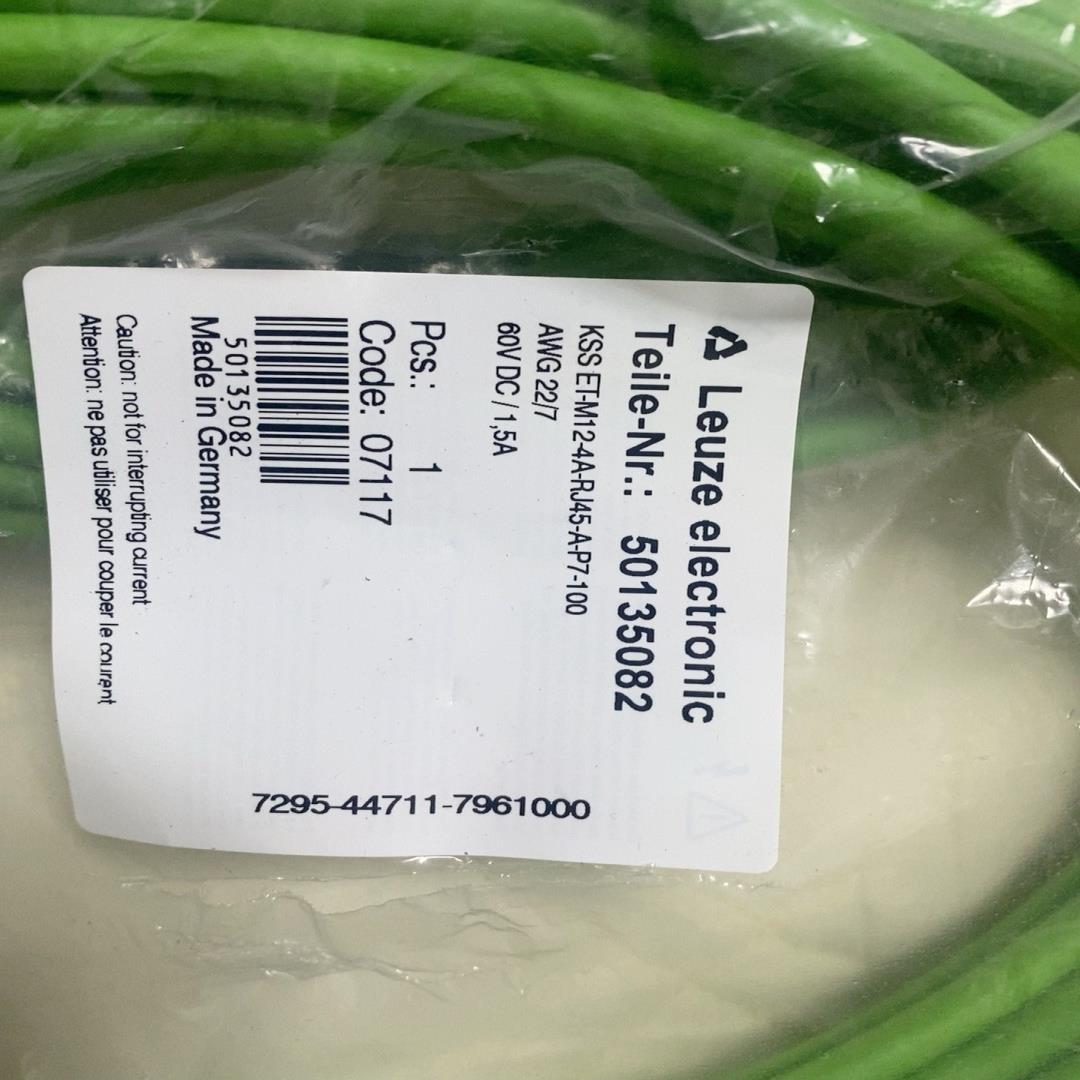 Leuze electronic
Teile-Nr.: 50135082
KSS ET-M12-4A-RJ45-A-P7-100
AWG 22/7
60V DC / 1,5A
Pcs.: 1
Code: 07117
50135082
Made in Germany
Caution: not for interrupting current
Attention: ne pas utiliser pour couper le courant
7295-44711-7961000